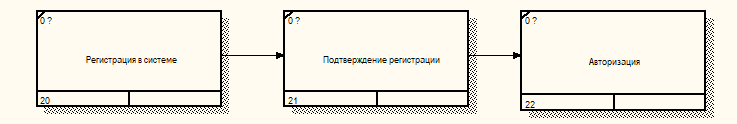 0 ?
Регистрация в системе
20
0 ?
Подтверждение регистрации
21
0 ?
Авторизация
22